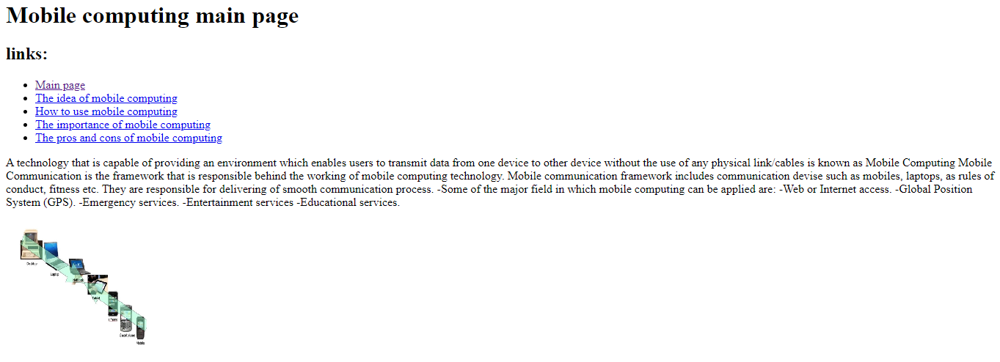 Mobile computing main page
links:
Main page
The idea of mobile computing
How to use mobile computing
The importance of mobile computing
The pros and cons of mobile computing
A technology that is capable of providing an environment which enables users to transmit data from one device to other device without the use of any physical link/cables is known as Mobile Computing Mobile
Communication is the framework that is responsible behind the working of mobile computing technology. Mobile communication framework includes communication devise such as mobiles, laptops, as rules of
conduct, fitness etc. They are responsible for delivering of smooth communication process. -Some of the major field in which mobile computing can be applied are: -Web or Internet access. -Global Position
System (GPS). -Emergency services. -Entertainment services -Educational services.
Desktop
Laptop
Netbook
Tablet
Smartphone
Mobile